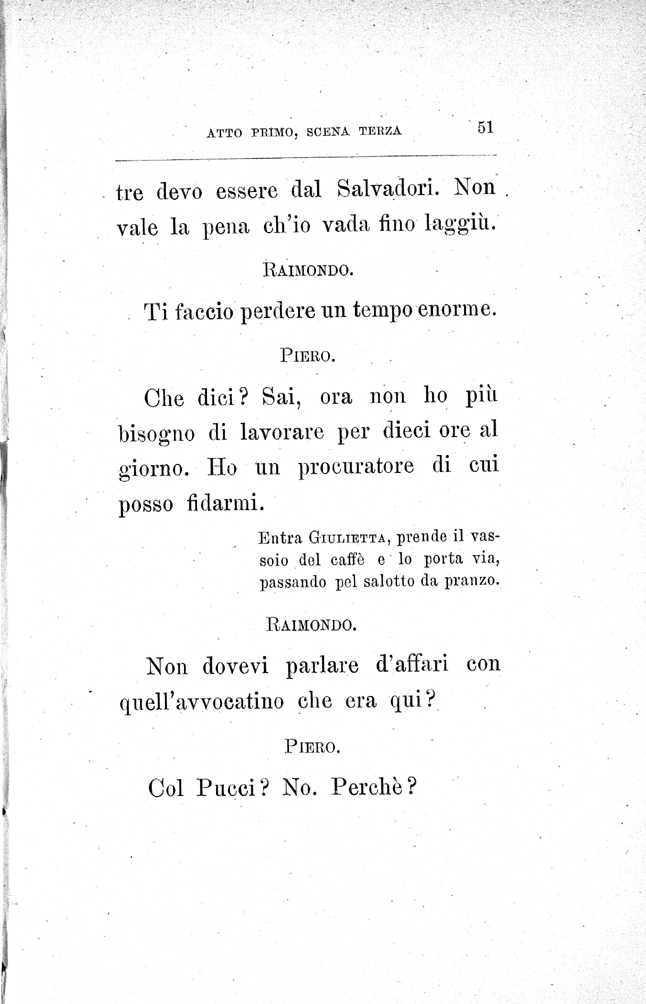 ATTO PRIMO, SCENA TERZA 51
tre devo essere dal Salvadori. Non
vale la pena ch'io vada fino laggiù.
RAIMONDO.
Ti faccio perdere un tempo enorme.
PIERO.
Che dici? Sai, ora non ho più
bisogno di lavorare per dieci ore al
giorno. Ho un procuratore di cui
posso fidarmi.
Entra GIULIETTA, prende il vas-
soio del caffè e lo porta via,
passando pel salotto da pranzo.
RAIMONDO.
Non dovevi parlare d'affari con
quell'avvocatino che era qui?
PIERO.
Col Pucci? No. Perchè?